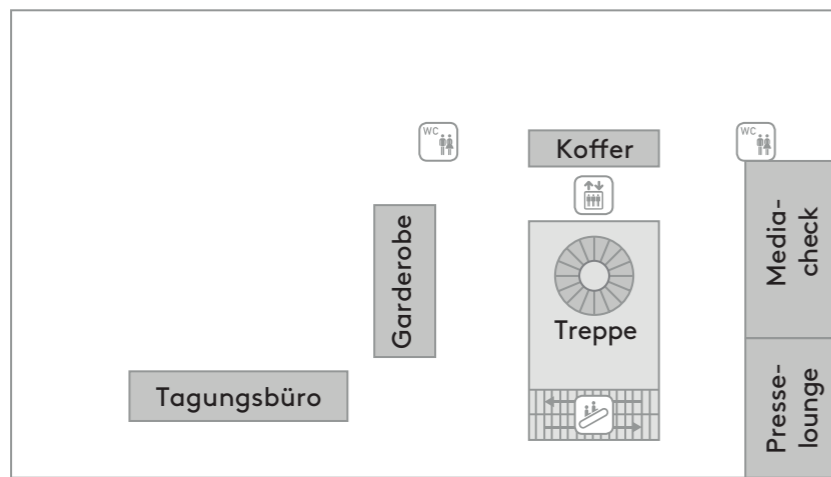 WC
WC
Koffer
Garderobe
Media-
check
Treppe
Tagungsbüro
Presse-
lounge